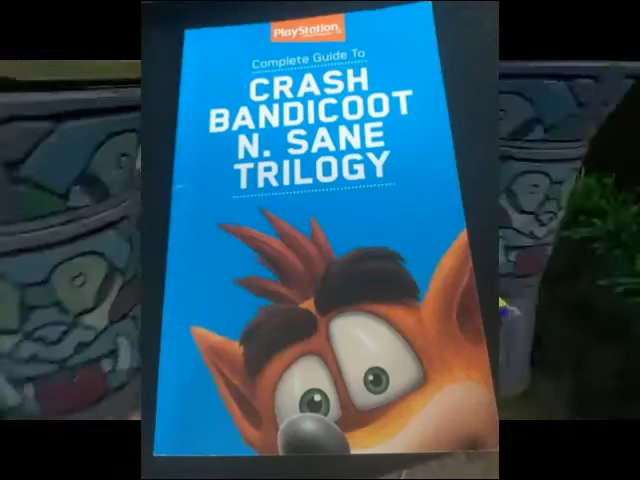 PlayStation
Complete Guide To
CRASH
BANDICOOT
N. SANE
TRILOGY